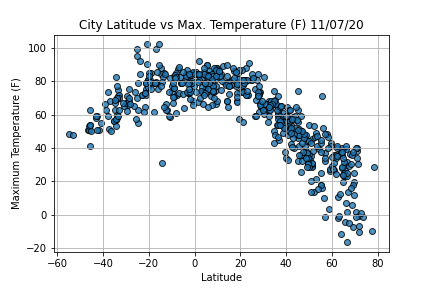 City Latitude vs Max. Temperature (F) 11/07/20
Maximum Temperature (F)
100
80
60
40
20
0
−20
−60 −40 −20 0 20 40 60 80
Latitude